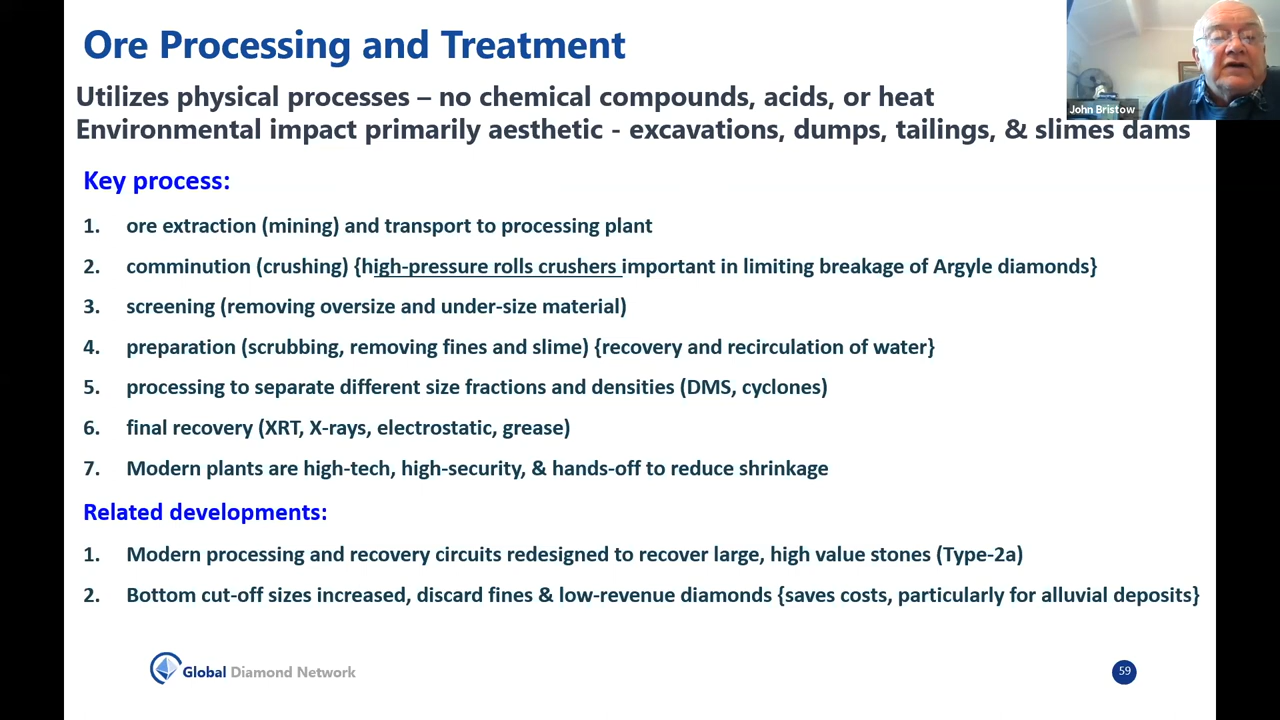 Ore Processing and Treatment
Utilizes physical processes – no chemical compounds, acids, or heat
Environmental impact primarily aesthetic - excavations, dumps, tailings, & slimes dams
John Bristow
Key process:
1. ore extraction (mining) and transport to processing plant
2. comminution (crushing) {high-pressure rolls crushers important in limiting breakage of Argyle diamonds}
3. screening (removing oversize and under-size material)
4. preparation (scrubbing, removing fines and slime) {recovery and recirculation of water}
5. processing to separate different size fractions and densities (DMS, cyclones)
6. final recovery (XRT, X-rays, electrostatic, grease)
7. Modern plants are high-tech, high-security, & hands-off to reduce shrinkage
Related developments:
1. Modern processing and recovery circuits redesigned to recover large, high value stones (Type-2a)
2. Bottom cut-off sizes increased, discard fines & low-revenue diamonds {saves costs, particularly for alluvial deposits}
Global Diamond Network
59